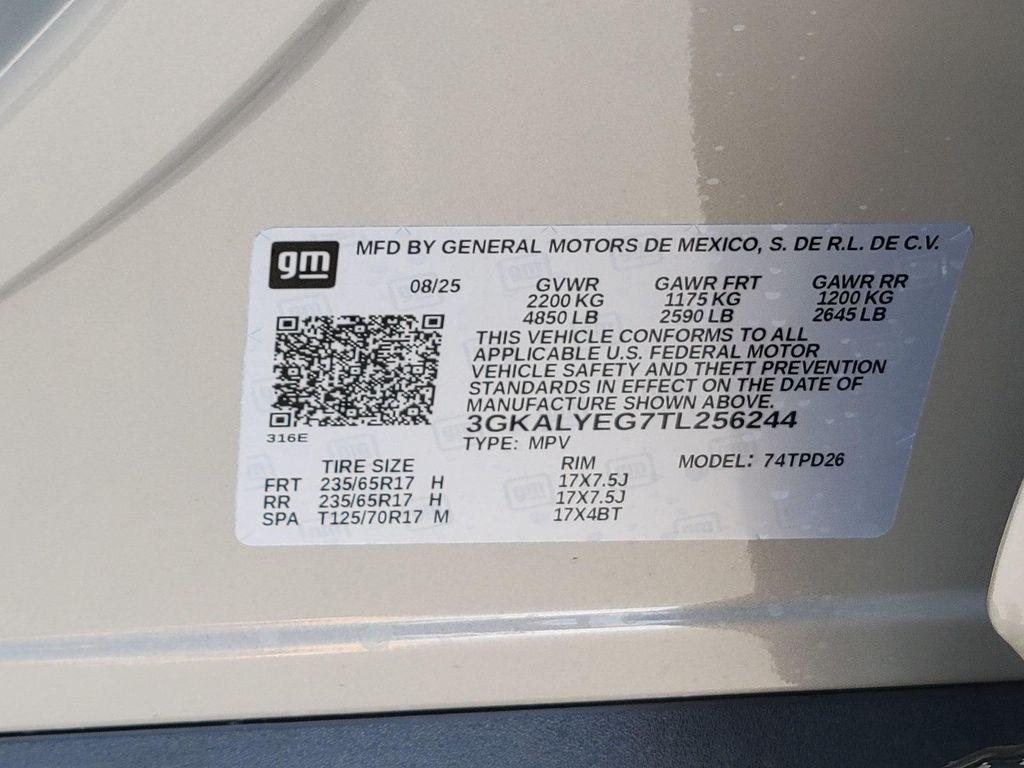 gm
MFD BY GENERAL MOTORS DE MEXICO, S. DE R.L. DE C.V.
08/25 GVWR GAWR FRT GAWR RR
2200 KG 1175 KG 1200 KG
4850 LB 2590 LB 2645 LB
THIS VEHICLE CONFORMS TO ALL
APPLICABLE U.S. FEDERAL MOTOR
VEHICLE SAFETY AND THEFT PREVENTION
STANDARDS IN EFFECT ON THE DATE OF
MANUFACTURE SHOWN ABOVE.
3GKALYEG7TL256244
316E
TYPE: MPV
TIRE SIZE RIM MODEL: 74TPD26
FRT 235/65R17 H 17X7.5J
RR 235/65R17 H 17X7.5J
SPA T125/70R17 M 17X4BT